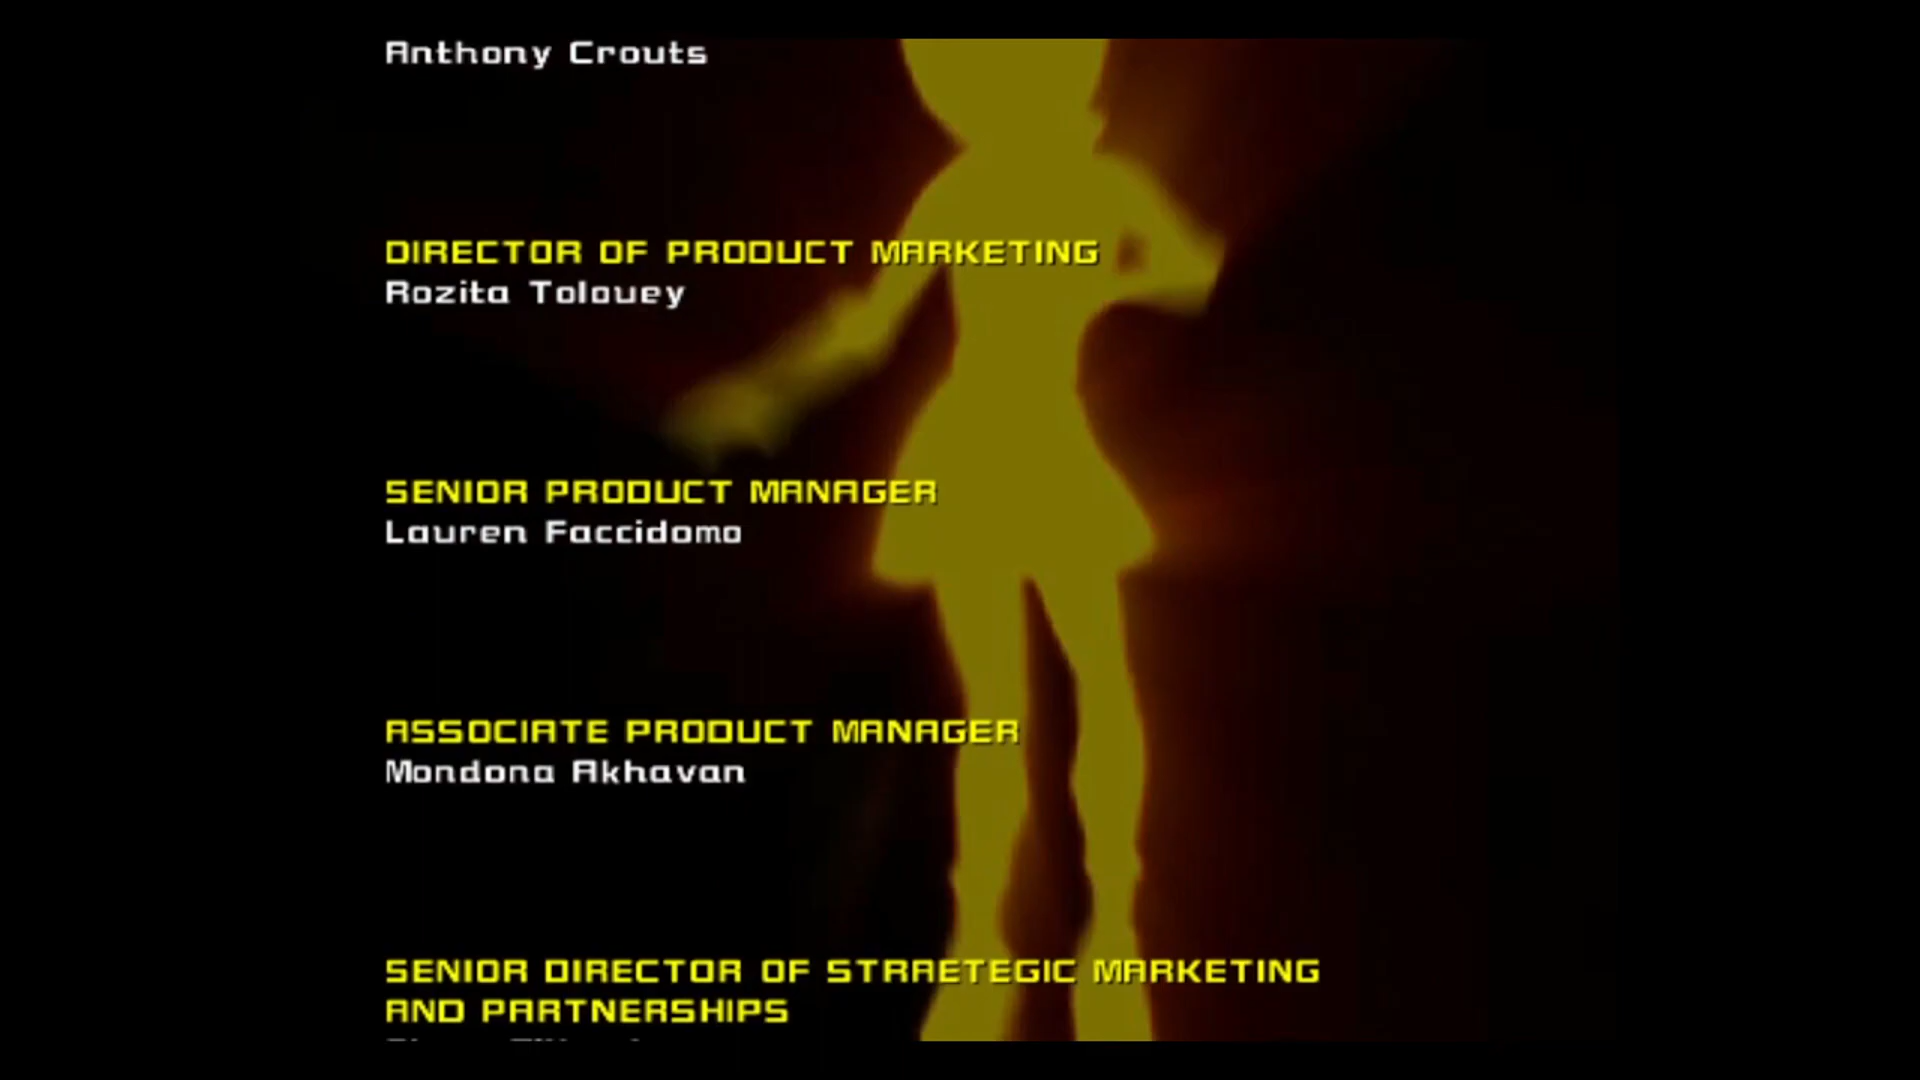 Anthony Crouts
DIRECTOR OF PRODUCT MARKETING
Rozita Tolouey
SENIOR PRODUCT MANAGER
Lauren Faccidomo
ASSOCIATE PRODUCT MANAGER
Mondona Akhavan
SENIOR DIRECTOR OF STRAETEGIC MARKETING
AND PARTNERSHIPS